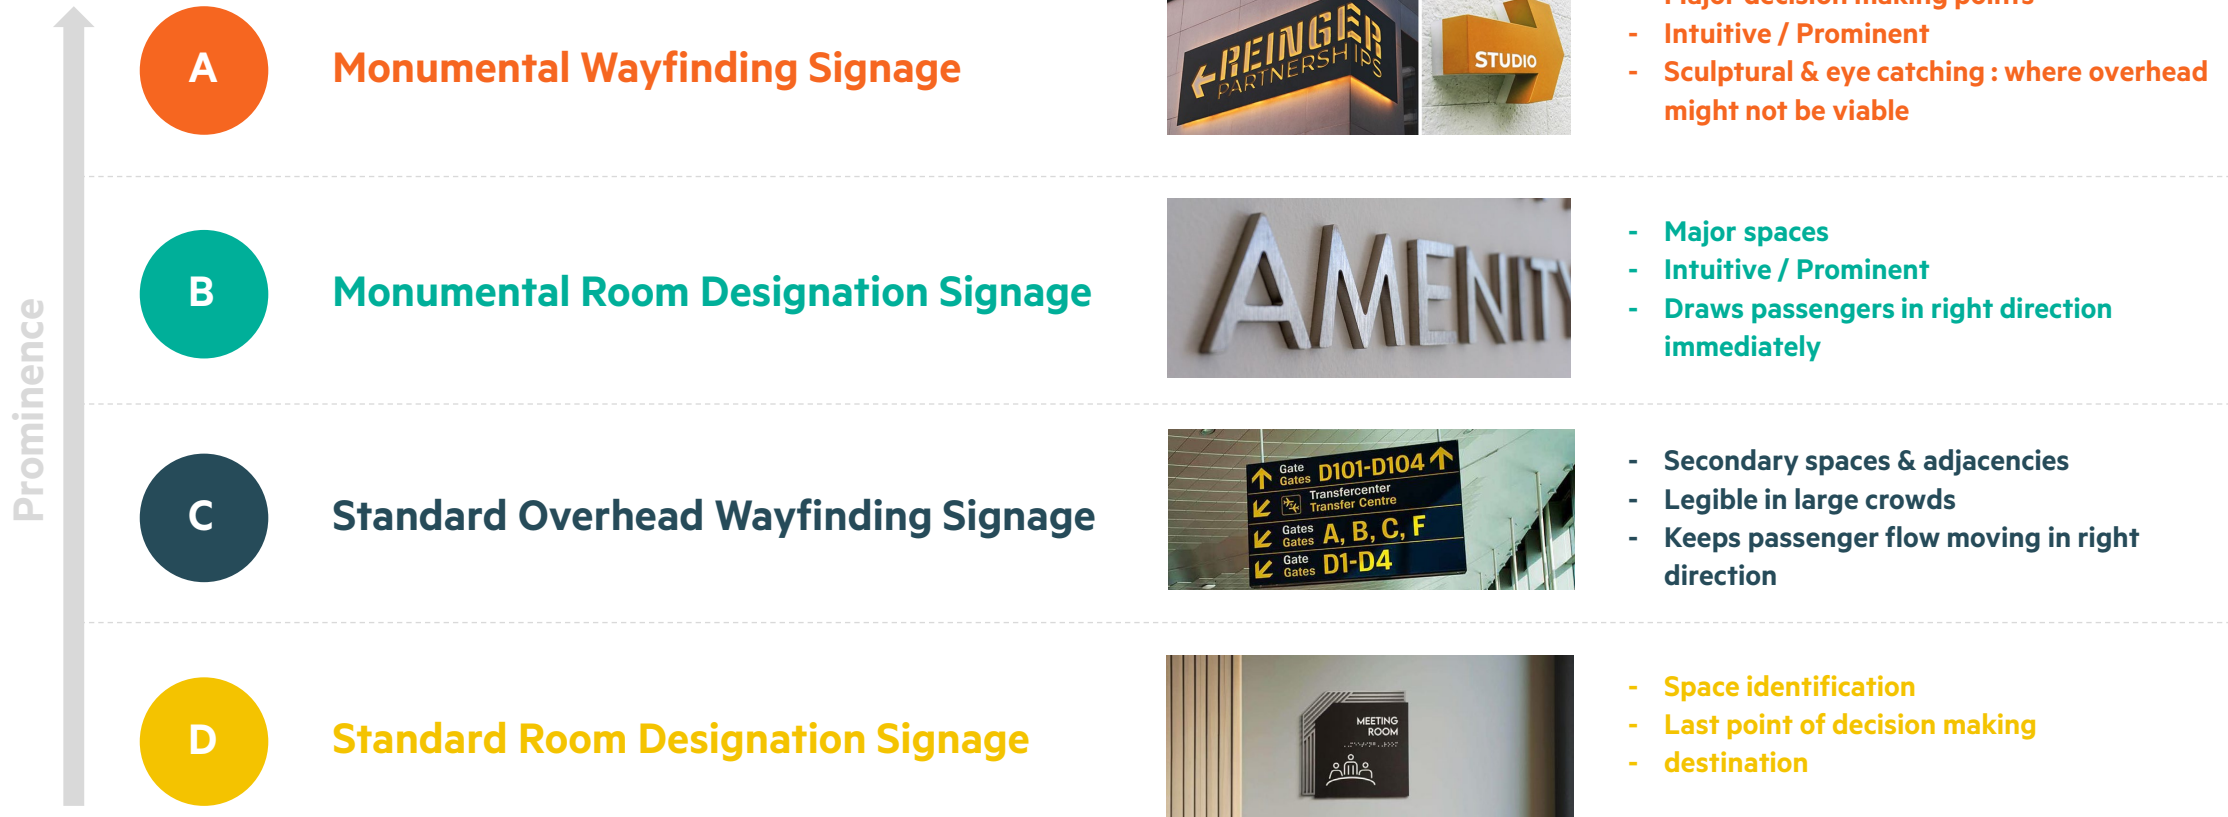 Prominence
A
Monumental Wayfinding Signage
REINGER
PARTNERSHIPS
STUDIO
- Major decision making points
- Intuitive / Prominent
- Sculptural & eye catching : where overhead
might not be viable
B
Monumental Room Designation Signage
AMENITY
- Major spaces
- Intuitive / Prominent
- Draws passengers in right direction
immediately
C
Standard Overhead Wayfinding Signage
Gate
Gates D101-D104
Transfercenter
Transfer Centre
Gates
Gates A, B, C, F
Gate
Gates D1-D4
- Secondary spaces & adjacencies
- Legible in large crowds
- Keeps passenger flow moving in right
direction
D
Standard Room Designation Signage
MEETING
ROOM
- Space identification
- Last point of decision making
- destination